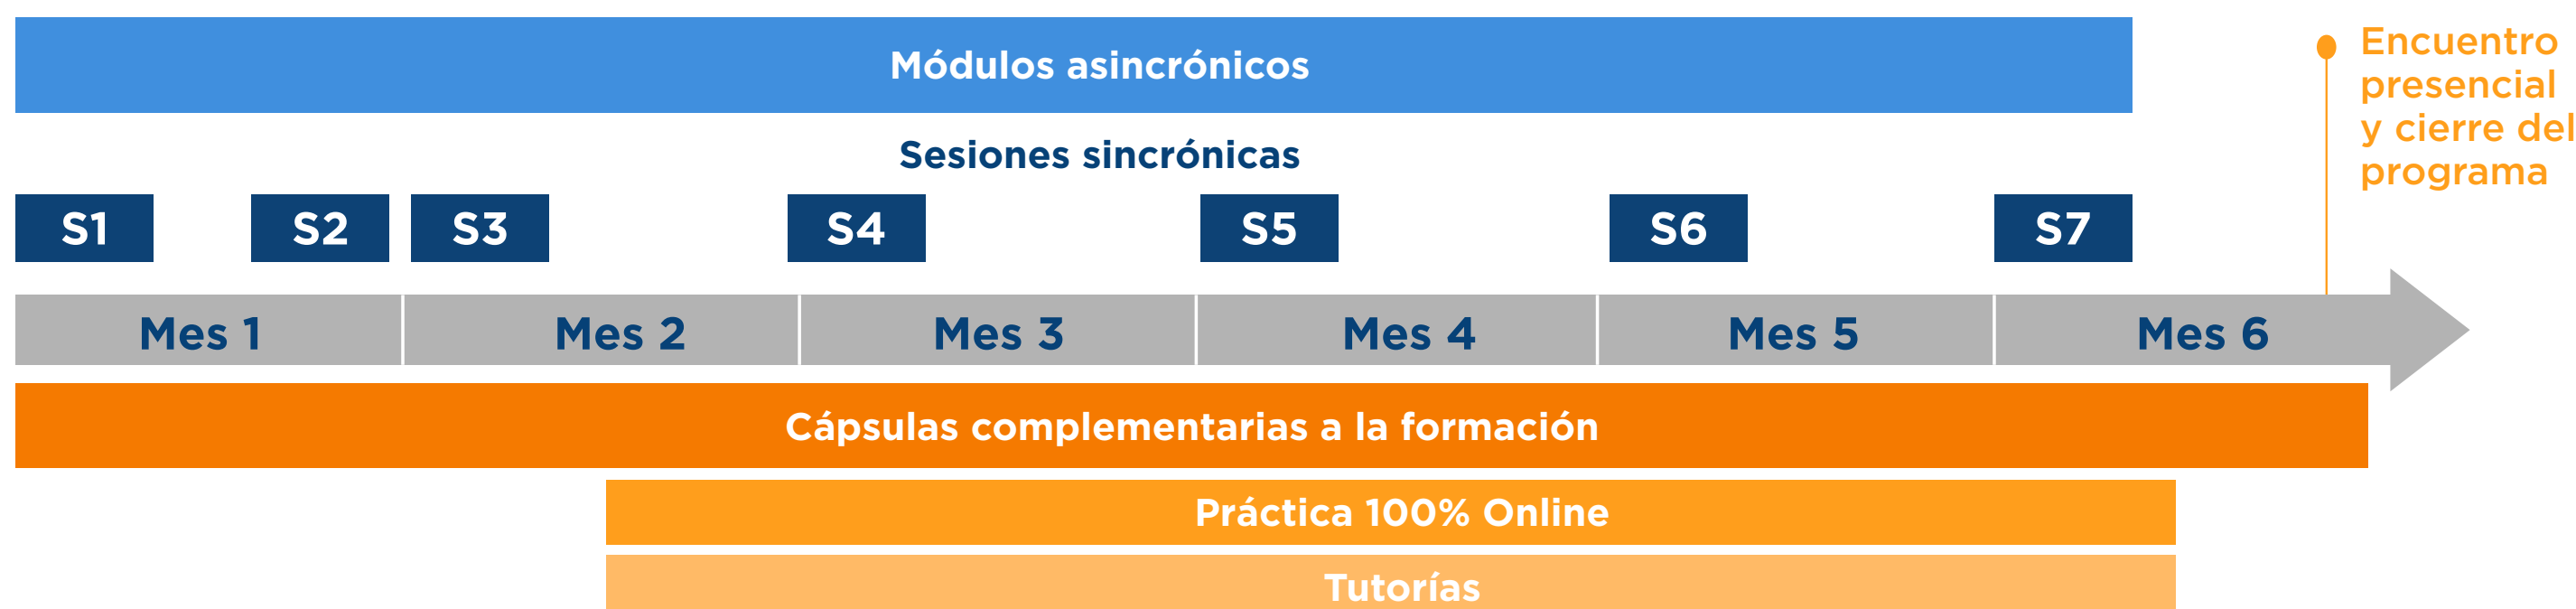 Módulos asincrónicos
Encuentro
presencial
y cierre del
programa
Sesiones sincrónicas
S1 S2 S3 S4 S5 S6 S7
Mes 1 Mes 2 Mes 3 Mes 4 Mes 5 Mes 6
Cápsulas complementarias a la formación
Práctica 100% Online
Tutorías